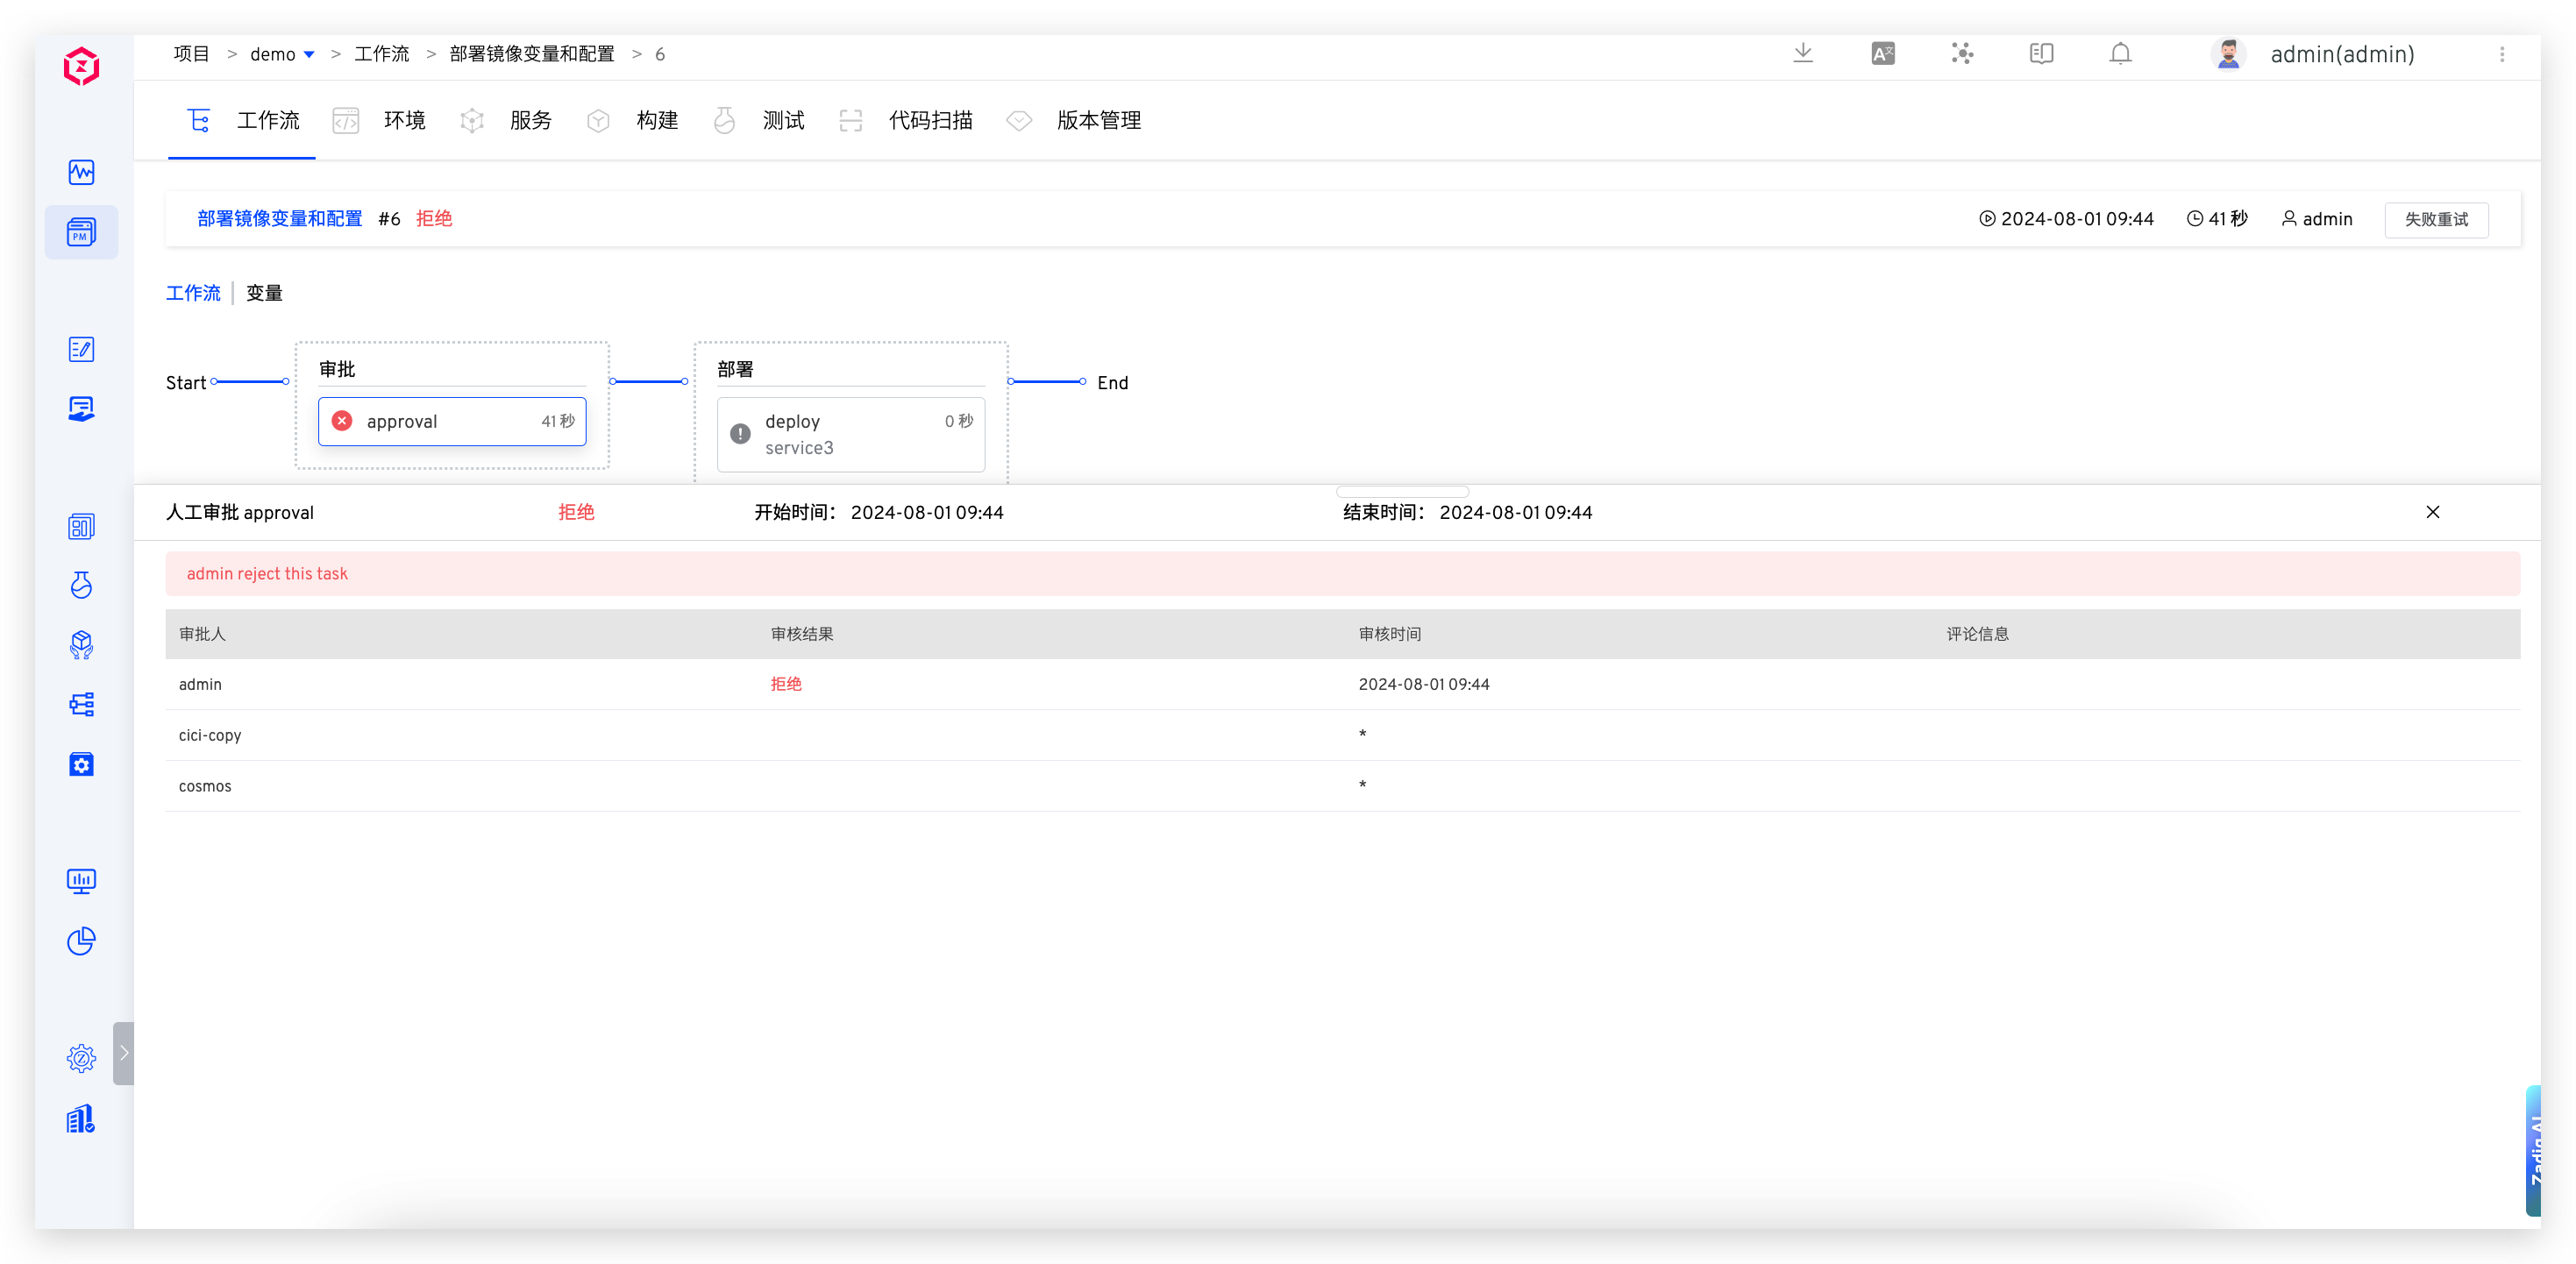 项目 > demo > 工作流 > 部署镜像变量和配置 > 6
admin(admin)
工作流 环境 服务 构建 测试 代码扫描 版本管理
PM
部署镜像变量和配置 #6 拒绝 2024-08-01 09:44 41 秒 admin 失败重试
工作流 | 变量
Start
审批
approval 41 秒
部署
deploy 0 秒
service3
End
人工审批 approval 拒绝 开始时间： 2024-08-01 09:44 结束时间： 2024-08-01 09:44
admin reject this task
审批人 审核结果 审核时间 评论信息
admin 拒绝 2024-08-01 09:44
cici-copy *
cosmos *
Zadig AI